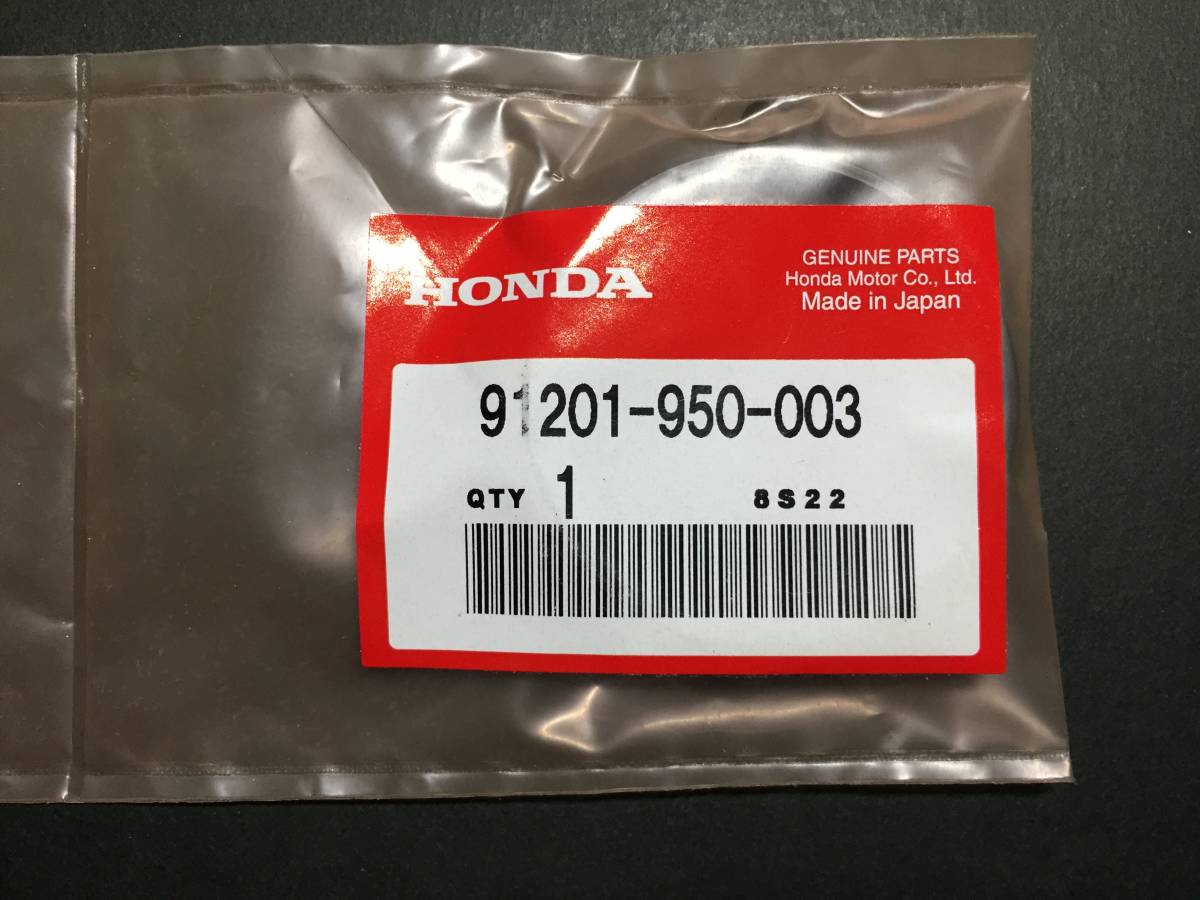 HONDA
GENUINE PARTS
Honda Motor Co., Ltd.
Made in Japan
91201-950-003
QTY 1 8S22